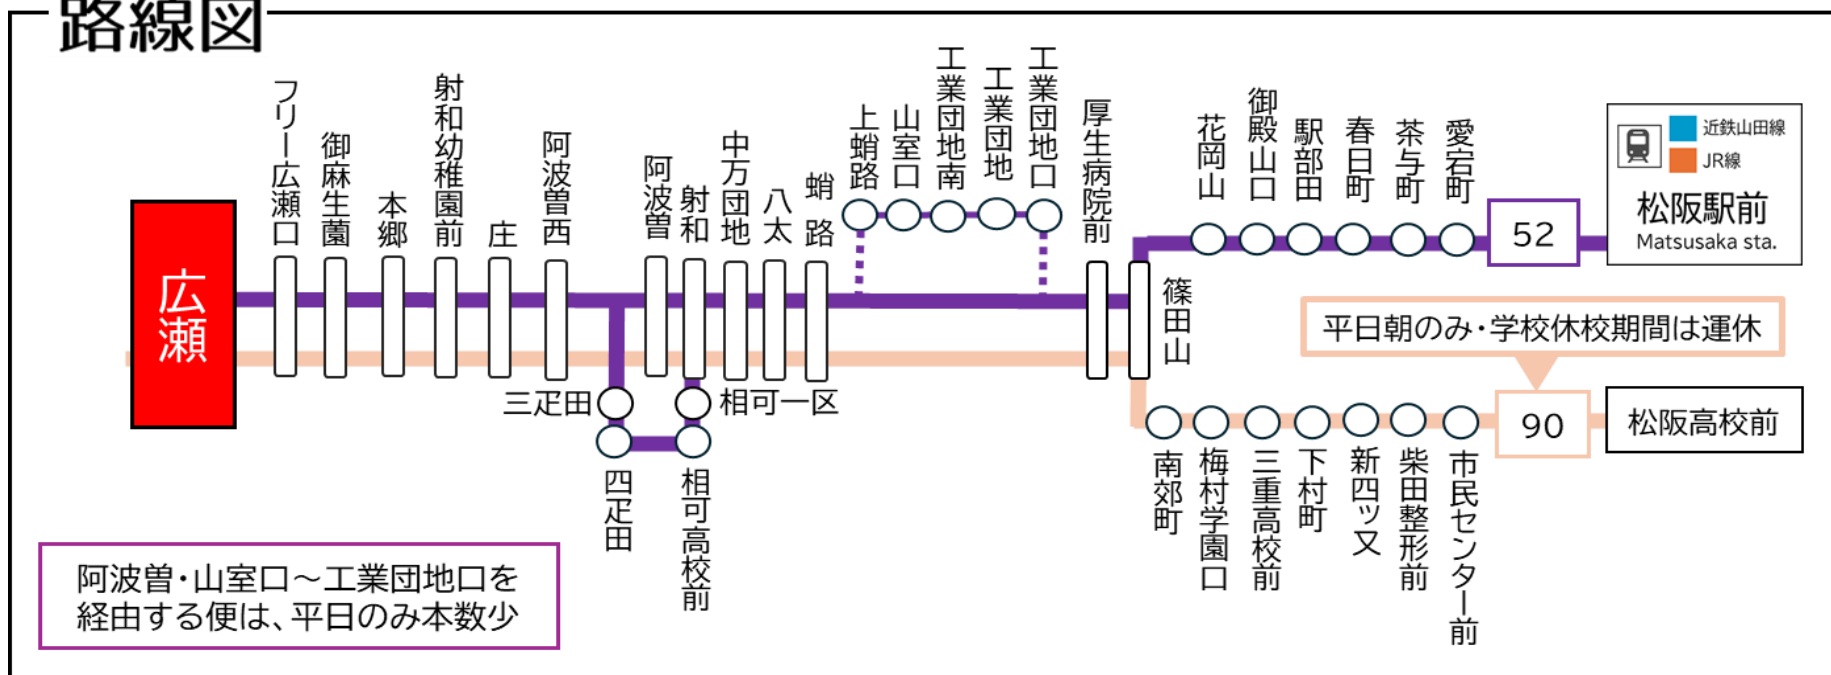 路線図
広瀬
フリー広瀬口
御麻生薗
本郷
射和幼稚園前
庄
阿波曽西
阿波曽
射和
中万団地
八太
蛸路
上蛸路
山室口
工業団地南
工業団地
工業団地口
厚生病院前
篠田山
花岡山
御殿山口
駅部田
春日町
茶与町
愛宕町
52
近鉄山田線
JR線
松阪駅前
Matsusaka sta.
平日朝のみ・学校休校期間は運休
三疋田
四疋田
相可高校前
相可一区
南郊町
梅村学園口
三重高校前
下村町
新四ッ又
柴田整形前
市民センター前
90
松阪高校前
阿波曽・山室口～工業団地口を
経由する便は、平日のみ本数少